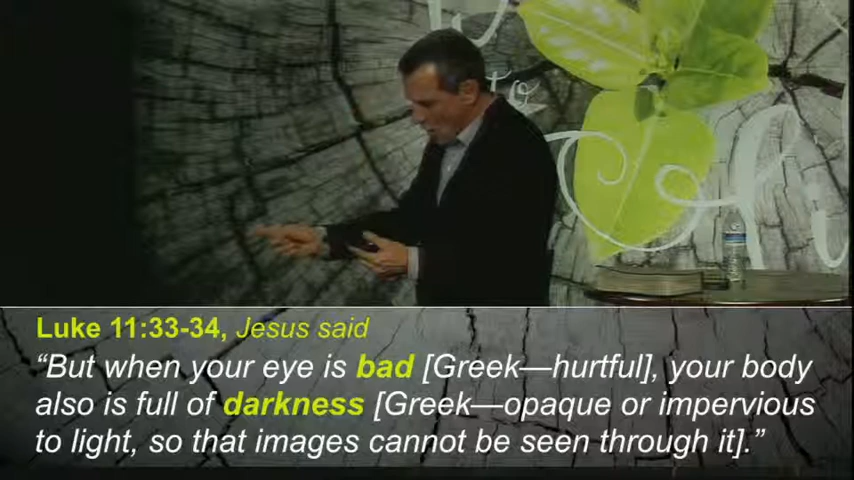 to
Luke 11:33-34, Jesus said
“But when your eye is bad [Greek—hurtful], your body
also is full of darkness [Greek—opaque or impervious
to light, so that images cannot be seen through it].”